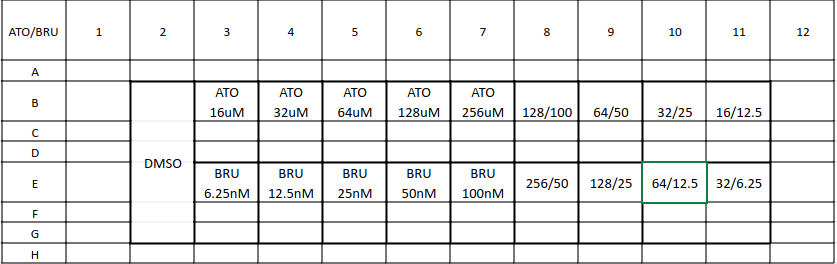 ATO/BRU 1 2 3 4 5 6 7 8 9 10 11 12
A
B ATO 16uM ATO 32uM ATO 64uM ATO 128uM ATO 256uM 128/100 64/50 32/25 16/12.5
C
D
DMSO
E BRU 6.25nM BRU 12.5nM BRU 25nM BRU 50nM BRU 100nM 256/50 128/25 64/12.5 32/6.25
F
G
H